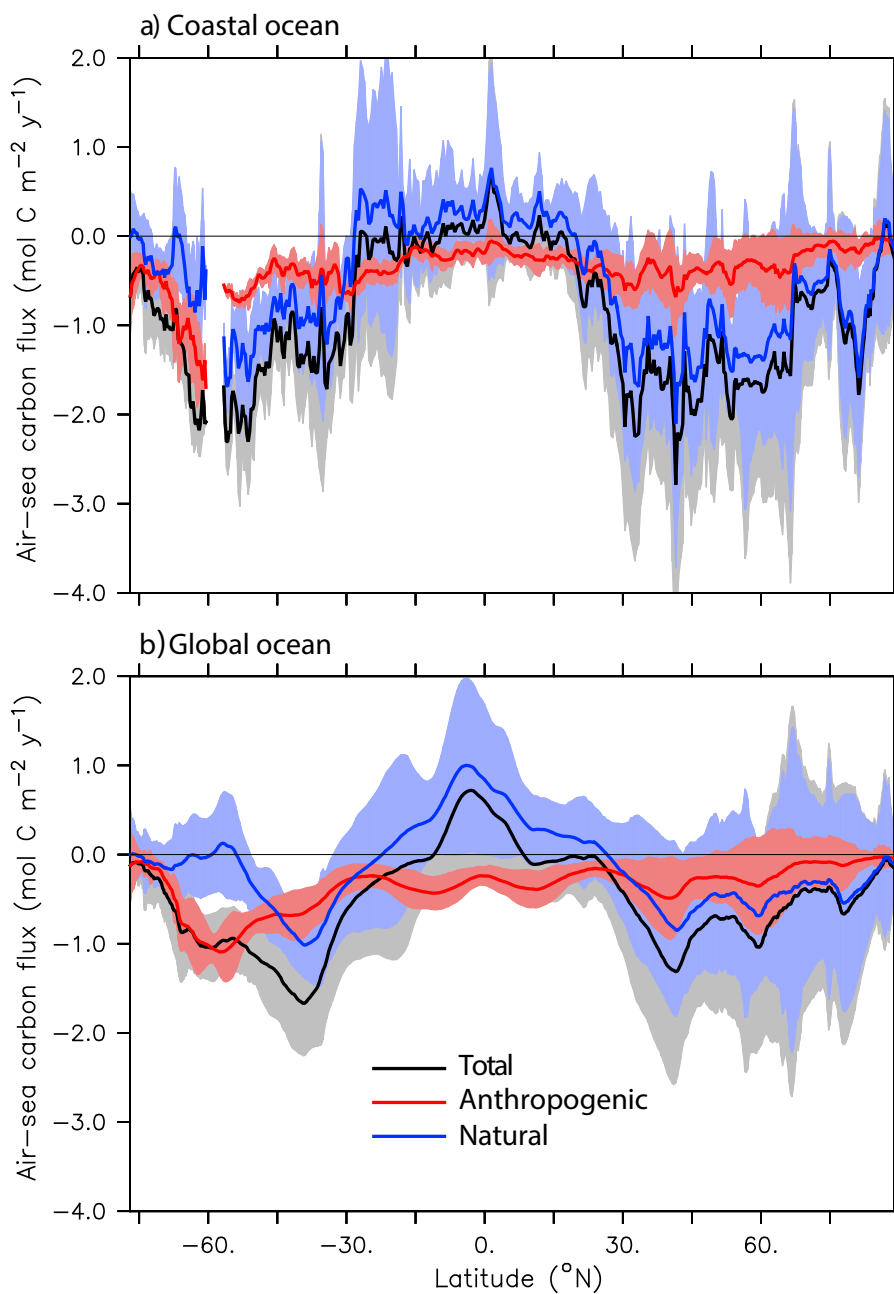 a) Coastal ocean
2.0
1.0
0.0
−1.0
−2.0
−3.0
−4.0
Air−sea carbon flux (mol C m−2 y−1)
b) Global ocean
2.0
1.0
0.0
−1.0
−2.0
−3.0
−4.0
Air−sea carbon flux (mol C m−2 y−1)
Total
Anthropogenic
Natural
−60. −30. 0. 30. 60.
Latitude (°N)